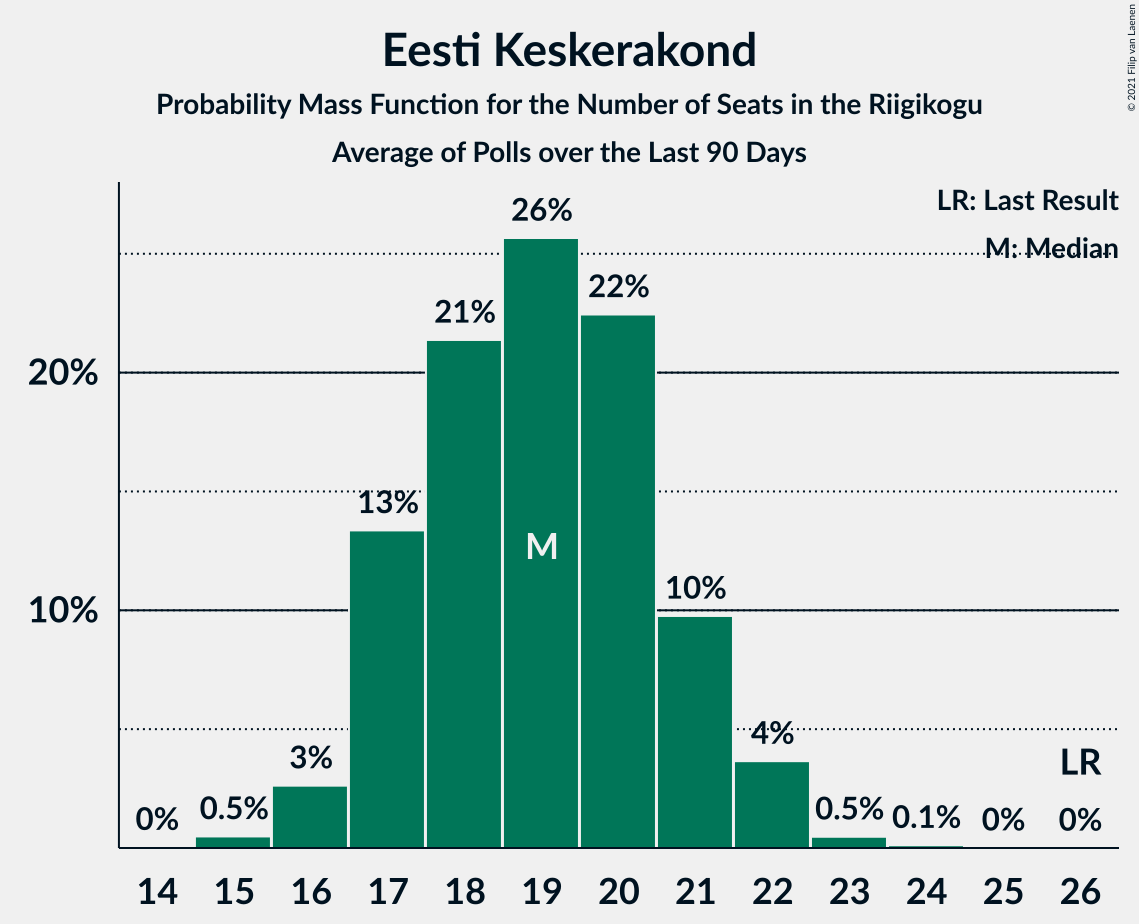 Eesti Keskerakond
Probability Mass Function for the Number of Seats in the Riigikogu
Average of Polls over the Last 90 Days
© 2021 Filip van Laenen
LR: Last Result
M: Median
20%
10%
0%
0.5%
3%
13%
21%
26%
22%
10%
4%
0.5%
0.1%
0%
0%
M
LR
14 15 16 17 18 19 20 21 22 23 24 25 26